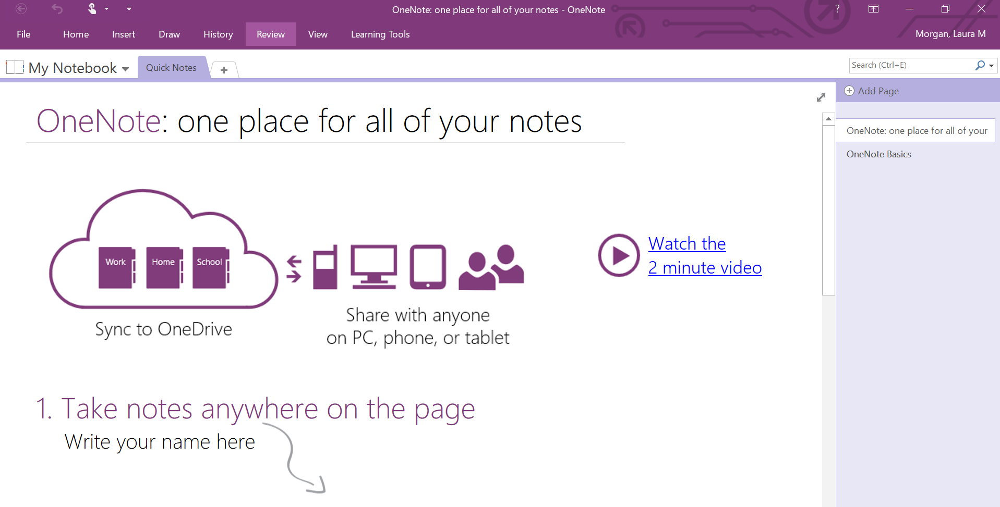 OneNote: one place for all of your notes - OneNote
?
File Home Insert Draw History Review View Learning Tools
Morgan, Laura M
My Notebook
Quick Notes
+
Search (Ctrl+E)
Add Page
OneNote: one place for all of your
OneNote Basics
OneNote: one place for all of your notes
Work Home School
Sync to OneDrive
Share with anyone
on PC, phone, or tablet
Watch the
2 minute video
1. Take notes anywhere on the page
Write your name here